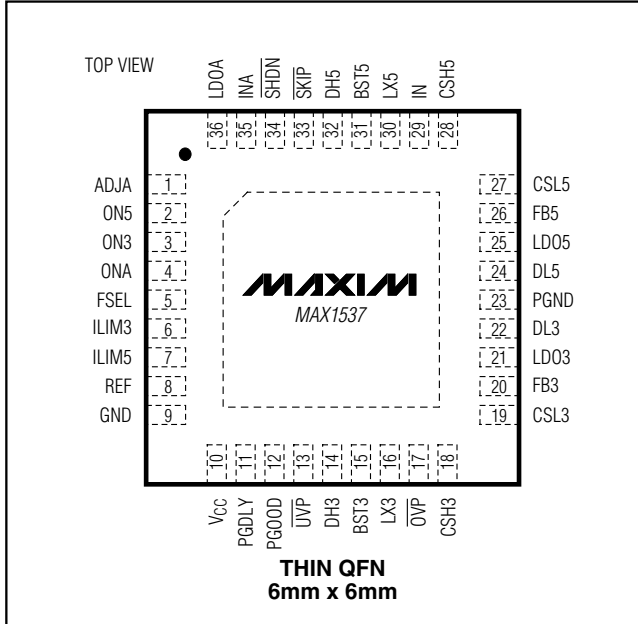 TOP VIEW
LDOA
INA
SHDN
SKIP
DH5
BST5
LX5
IN
CSH5
36
35
34
33
32
31
30
29
28
ADJA 1
ON5 2
ON3 3
ONA 4
FSEL 5
ILIM3 6
ILIM5 7
REF 8
GND 9
MAXIM
MAX1537
27 CSL5
26 FB5
25 LDO5
24 DL5
23 PGND
22 DL3
21 LDO3
20 FB3
19 CSL3
10
11
12
13
14
15
16
17
18
VCC
PGDLY
PGOOD
UVP
DH3
BST3
LX3
OVP
CSH3
THIN QFN
6mm x 6mm